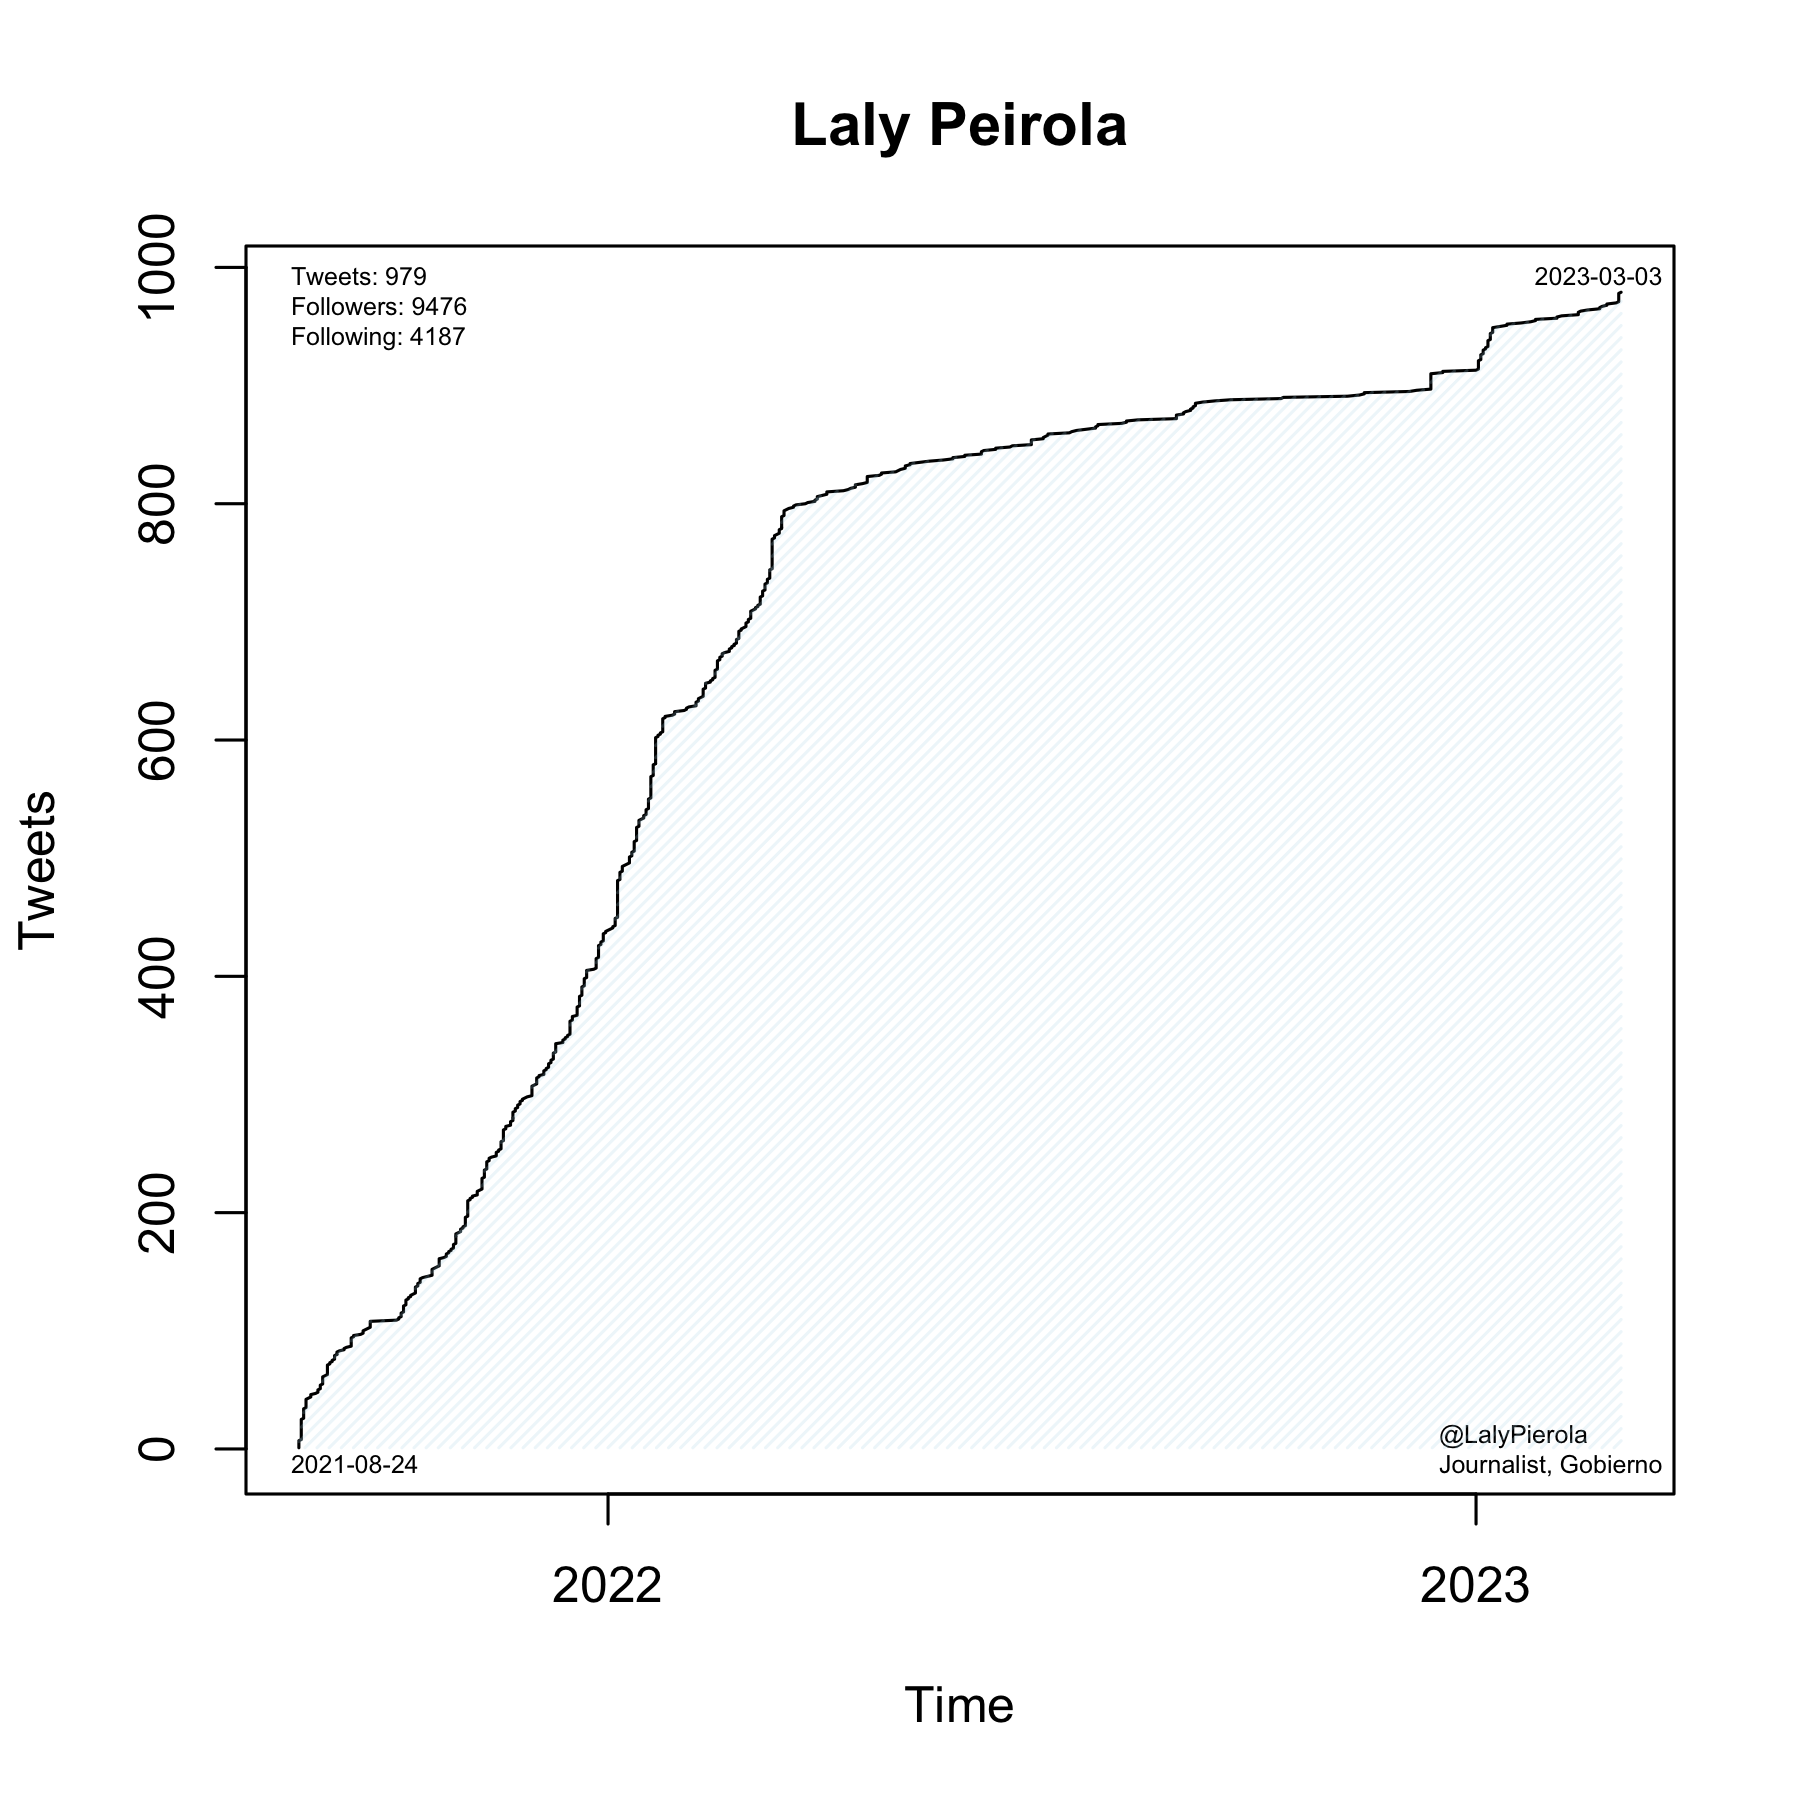 Laly Peirola
Tweets: 979
Followers: 9476
Following: 4187
2023-03-03
1000
800
600
400
200
0
Tweets
2021-08-24
@LalyPierola
Journalist, Gobierno
2022
2023
Time